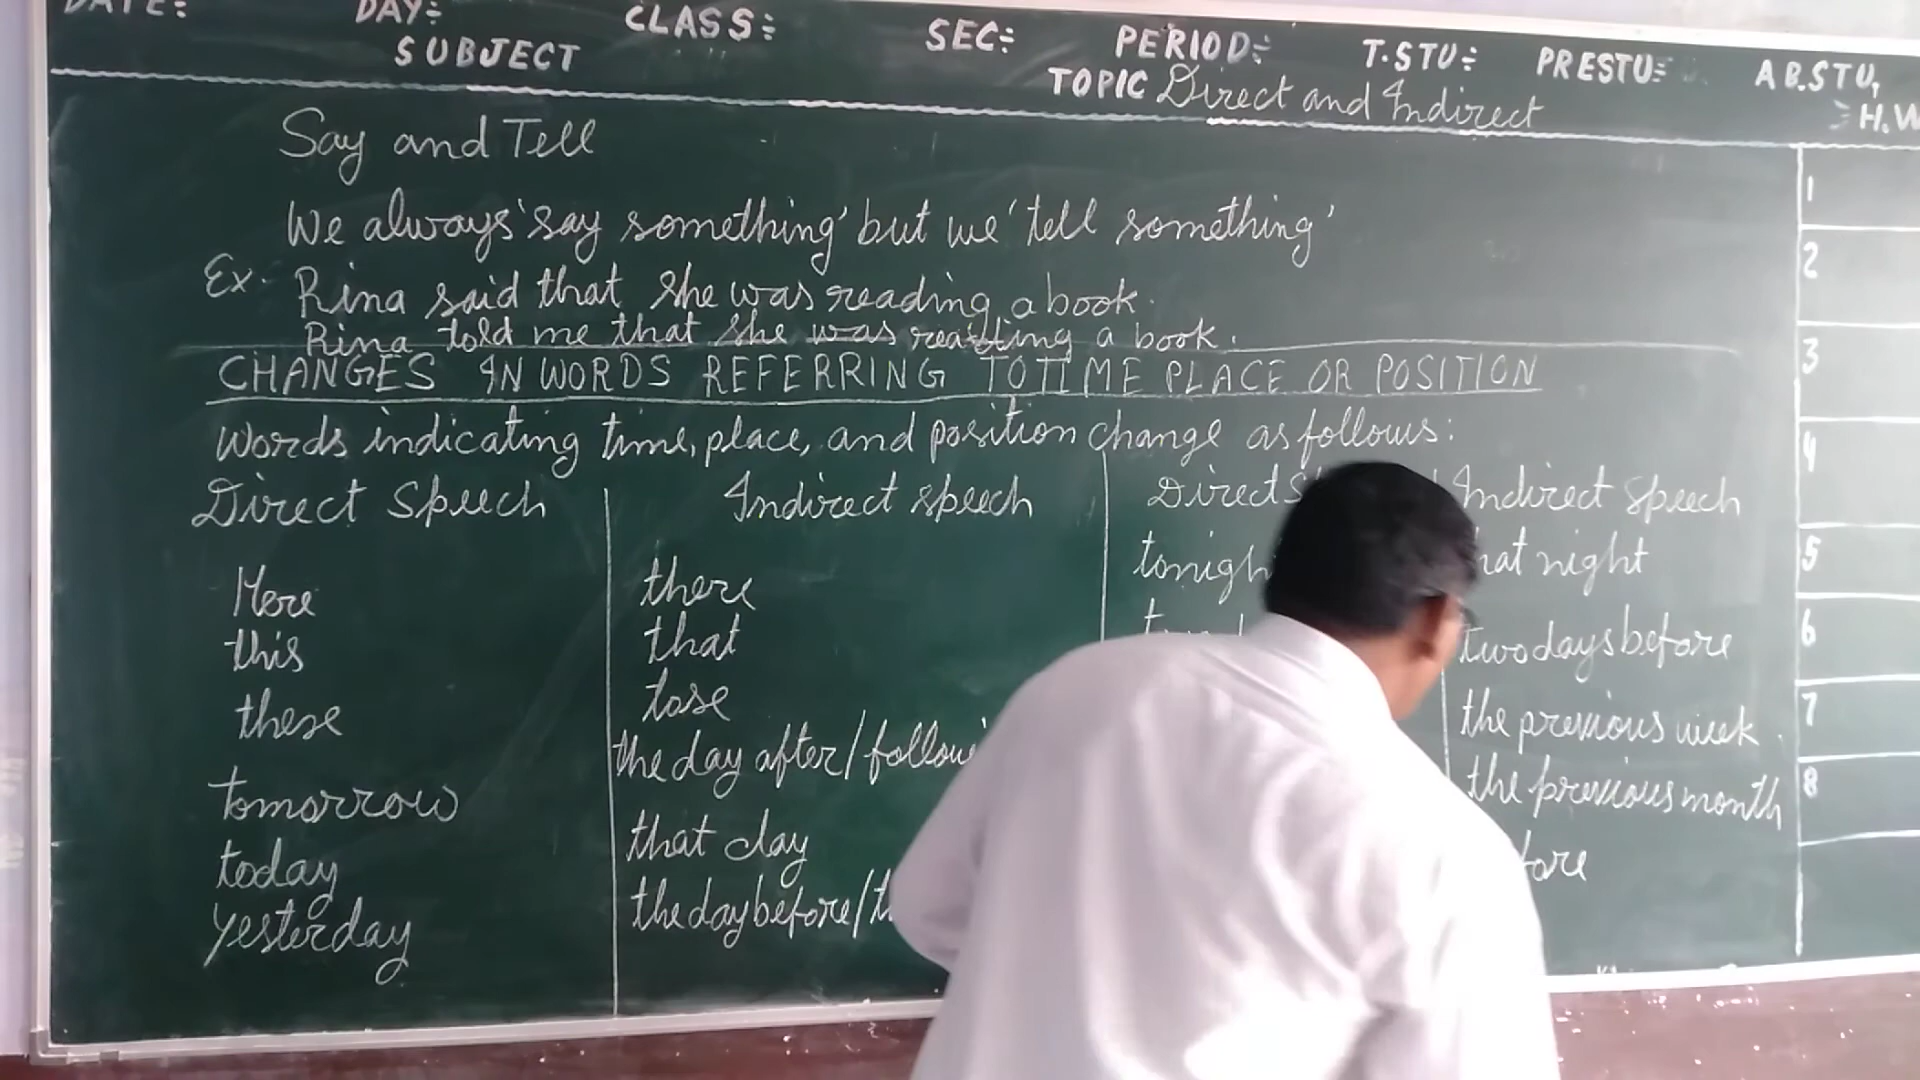 DATE:
DAY:
CLASS:
SEC:
PERIOD:
T.STU:
PRESTU:
AB.STU,
SUBJECT
TOPIC Direct and Indirect
H.W
Say and Tell
We always 'say something' but we 'tell something'
Ex. Rina said that she was reading a book.
Rina told me that she was reading a book.
CHANGES IN WORDS REFERRING TO TIME PLACE OR POSITION
Words indicating time, place, and position change as follows:
Direct Speech
Indirect speech
Here
there
this
that
these
tose
tomorrow
the day after/
today
that day
yesterday
the day before/
Direct
Indirect Speech
night
two days before
the previous week.
the previous month
1
2
3
4
5
6
7
8